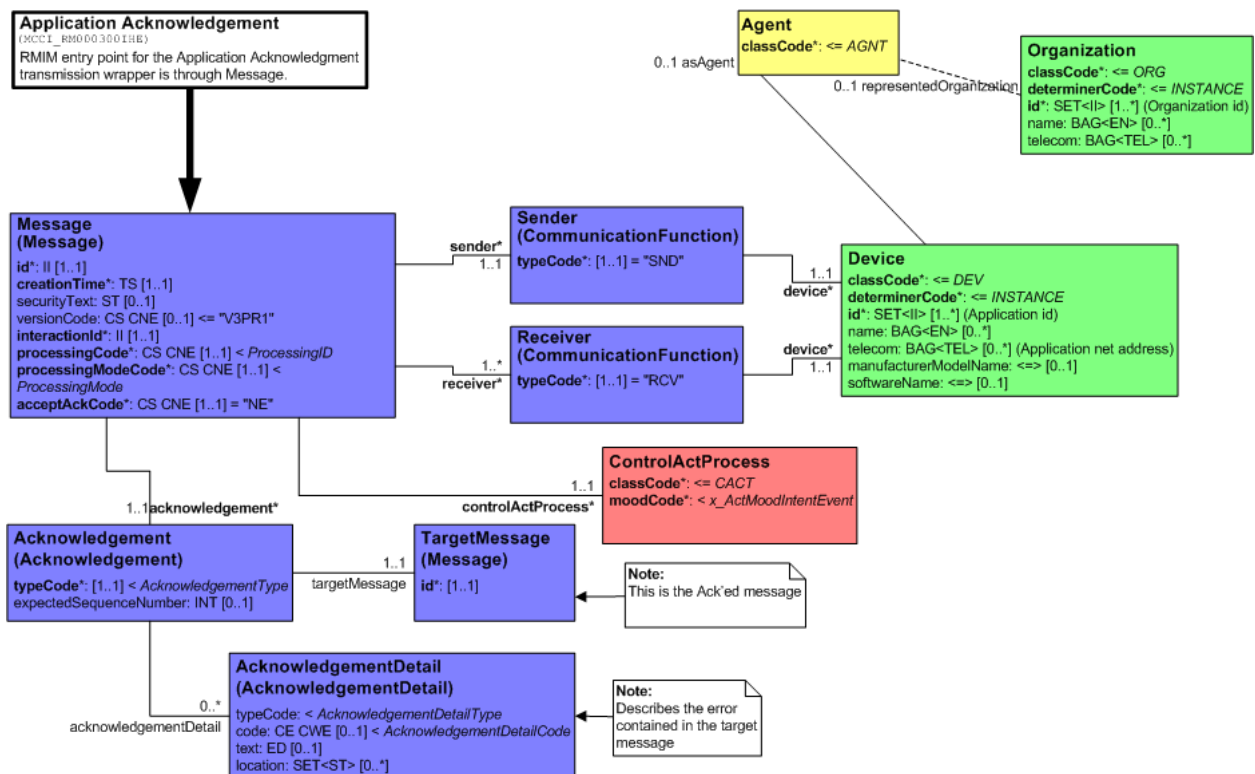 Application Acknowledgement
(MCCI_RM000300IHE)
RMIM entry point for the Application Acknowledgment
transmission wrapper is through Message.
Agent
classCode*: <= AGNT
0..1 asAgent
0..1 representedOrganization
Organization
classCode*: <= ORG
determinerCode*: <= INSTANCE
id*: SET<II> [1..*] (Organization id)
name: BAG<EN> [0..*]
telecom: BAG<TEL> [0..*]
Message
(Message)
id*: II [1..1]
creationTime*: TS [1..1]
securityText: ST [0..1]
versionCode: CS CNE [0..1] <= "V3PR1"
interactionId*: II [1..1]
processingCode*: CS CNE [1..1] < ProcessingID
processingModeCode*: CS CNE [1..1] <
ProcessingMode
acceptAckCode*: CS CNE [1..1] = "NE"
sender*
1..1
Sender
(CommunicationFunction)
typeCode*: [1..1] = "SND"
1..1
device*
1..*
receiver*
Receiver
(CommunicationFunction)
typeCode*: [1..1] = "RCV"
device*
1..1
Device
classCode*: <= DEV
determinerCode*: <= INSTANCE
id*: SET<II> [1..*] (Application id)
name: BAG<EN> [0..*]
telecom: BAG<TEL> [0..*] (Application net address)
manufacturerModelName: <=> [0..1]
softwareName: <=> [0..1]
1..1
controlActProcess*
ControlActProcess
classCode*: <= CACT
moodCode*: < x_ActMoodIntentEvent
1..1 acknowledgement*
Acknowledgement
(Acknowledgement)
typeCode*: [1..1] < AcknowledgementType
expectedSequenceNumber: INT [0..1]
1..1
targetMessage
TargetMessage
(Message)
id*: [1..1]
Note:
This is the Ack'ed message
0..*
acknowledgementDetail
AcknowledgementDetail
(AcknowledgementDetail)
typeCode: < AcknowledgementDetailType
code: CE CWE [0..1] < AcknowledgementDetailCode
text: ED [0..1]
location: SET<ST> [0..*]
Note:
Describes the error
contained in the target
message